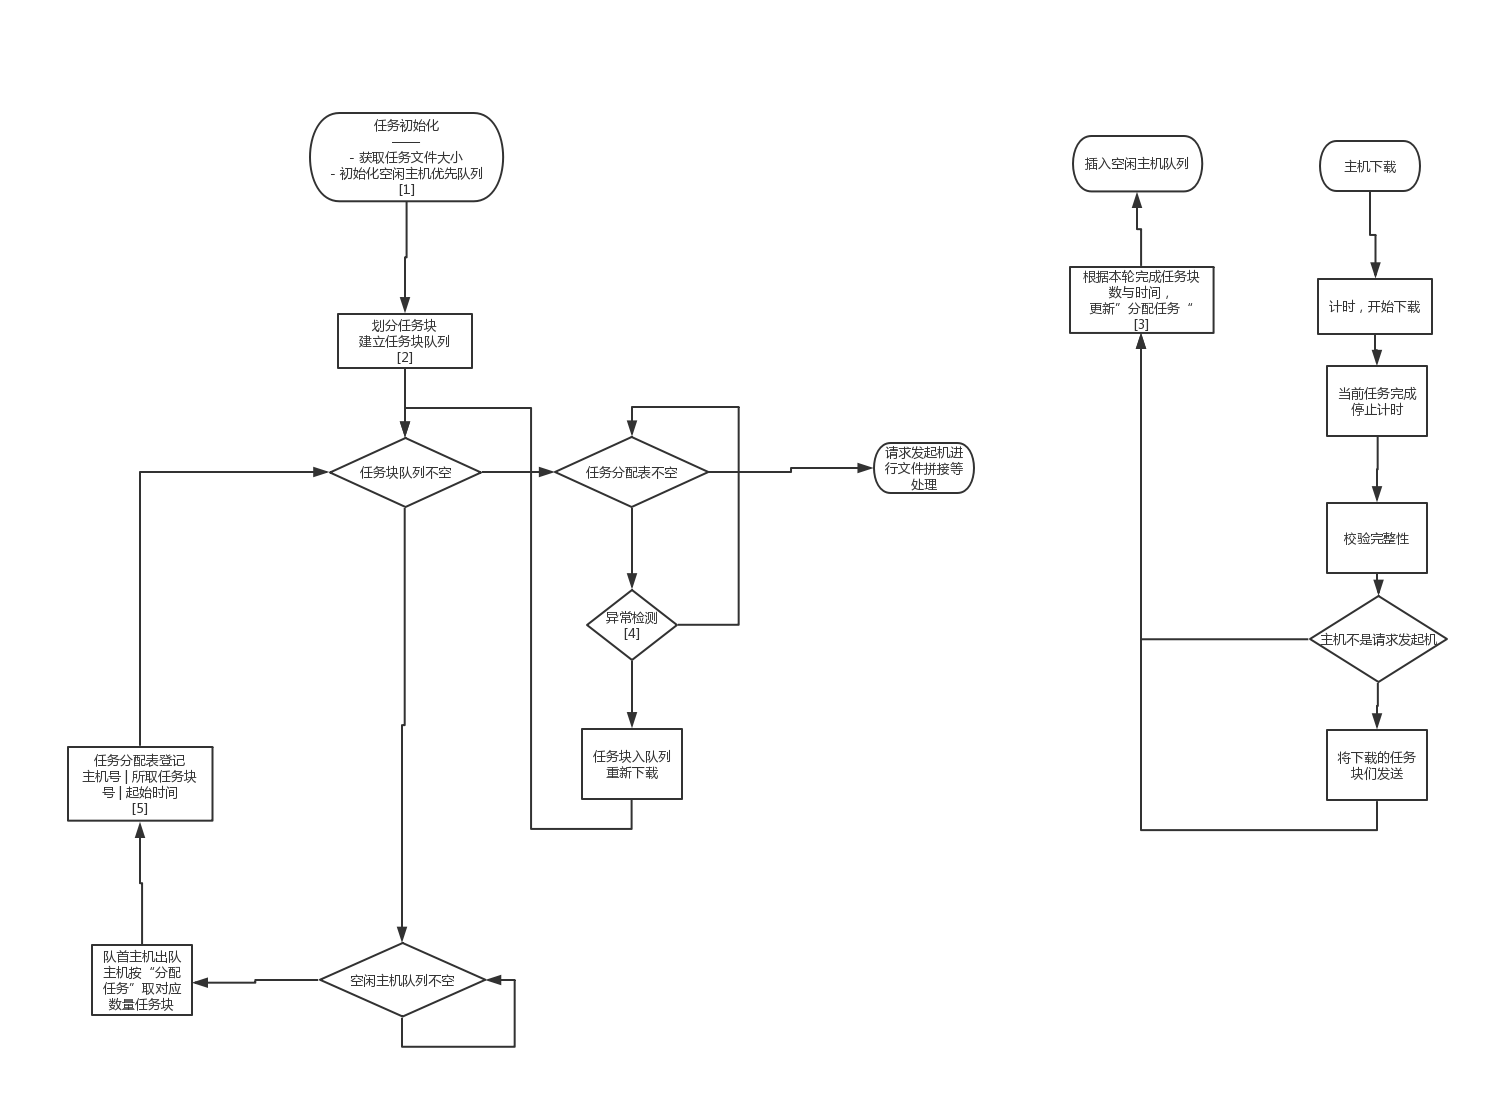 任务初始化
——
- 获取任务文件大小
- 初始化空闲主机优先队列
[1]
划分任务块
建立任务块队列
[2]
任务块队列不空
任务分配表不空
请求发起机进
行文件拼接等
处理
异常检测
[4]
任务块入队列
重新下载
任务分配表登记
主机号 | 所取任务块
号 | 起始时间
[5]
队首主机出队
主机按“分配
任务”取对应
数量任务块
空闲主机队列不空
插入空闲主机队列
根据本轮完成任务块
数与时间，
更新”分配任务“
[3]
主机下载
计时，开始下载
当前任务完成
停止计时
校验完整性
主机不是请求发起机
将下载的任务
块们发送